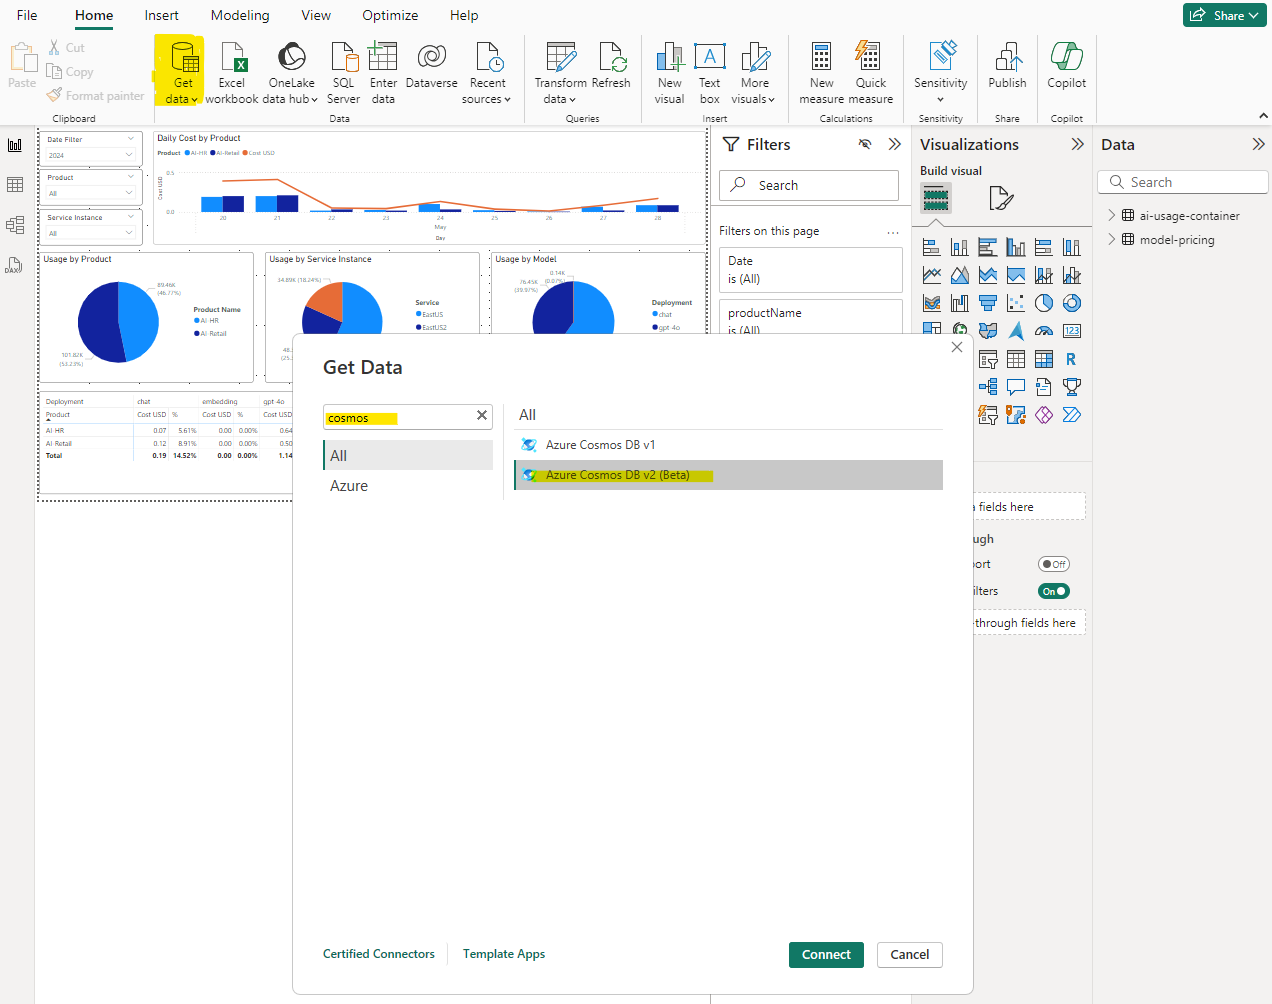 File Home Insert Modeling View Optimize Help
Share
Paste
Cut
Copy
Format painter
Get data
Excel workbook
OneLake data hub
SQL Server
Enter data
Dataverse
Recent sources
Transform data
Refresh
New visual
Text box
More visuals
New measure
Quick measure
Sensitivity
Publish
Copilot
Clipboard
Data
Queries
Insert
Calculations
Sensitivity
Share
Copilot
Date Filter
2024
Product
All
Service Instance
All
Daily Cost by Product
Product AI-HR AI-Retail Cost USD
Cost USD
0.5
0.0
20 21 22 23 24 25 26 27 28
May
Day
Usage by Product
89.46K
(46.77%)
101.82K
(53.23%)
Product Name
AI-HR
AI-Retail
Usage by Service Instance
34.89K (18.24%)
Service
EastUS
EastUS2
Usage by Model
0.14K
(0.07%)
76.45K
(39.97%)
Deployment
chat
gpt 4o
Deployment chat embedding gpt 4o
Product Cost USD % Cost USD % Cost USD
AI-HR 0.07 5.61% 0.00 0.00% 0.64
AI-Retail 0.12 8.91% 0.00 0.00% 0.50
Total 0.19 14.52% 0.00 0.00% 1.14
Filters
Search
Filters on this page
...
Date
is (All)
productName
is (All)
Visualizations
Build visual
123
R
fields here
Off
On
-through fields here
Data
Search
ai-usage-container
model-pricing
Get Data
cosmos
All
Azure
All
Azure Cosmos DB v1
Azure Cosmos DB v2 (Beta)
Certified Connectors
Template Apps
Connect
Cancel